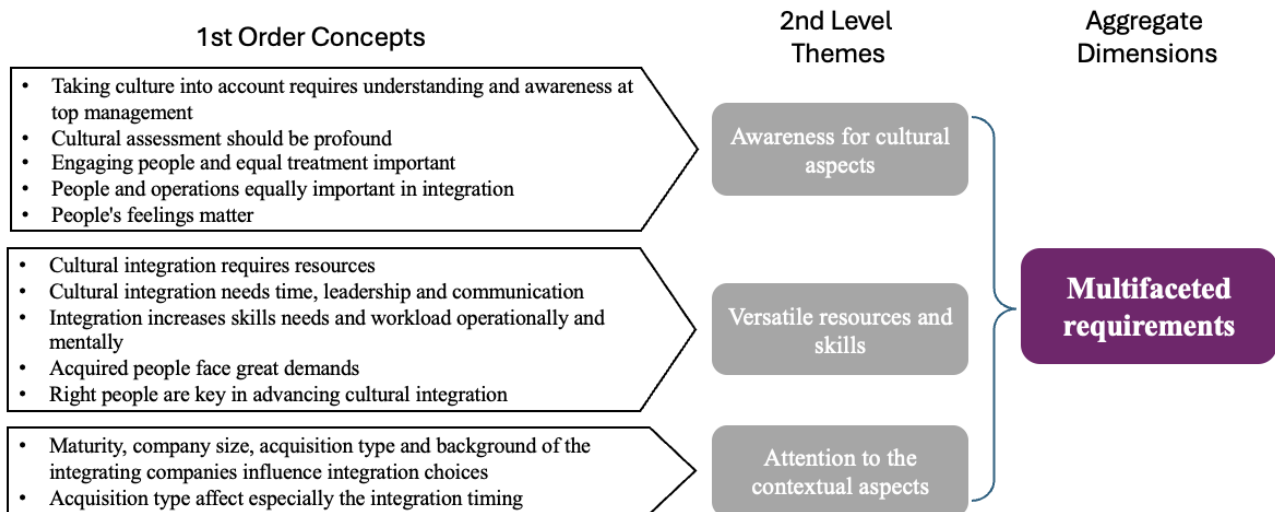 1st Order Concepts
2nd Level
Themes
Aggregate
Dimensions
• Taking culture into account requires understanding and awareness at
top management
• Cultural assessment should be profound
• Engaging people and equal treatment important
• People and operations equally important in integration
• People's feelings matter
Awareness for cultural
aspects
• Cultural integration requires resources
• Cultural integration needs time, leadership and communication
• Integration increases skills needs and workload operationally and
mentally
• Acquired people face great demands
• Right people are key in advancing cultural integration
Versatile resources and
skills
• Maturity, company size, acquisition type and background of the
integrating companies influence integration choices
• Acquisition type affect especially the integration timing
Attention to the
contextual aspects
Multifaceted
requirements